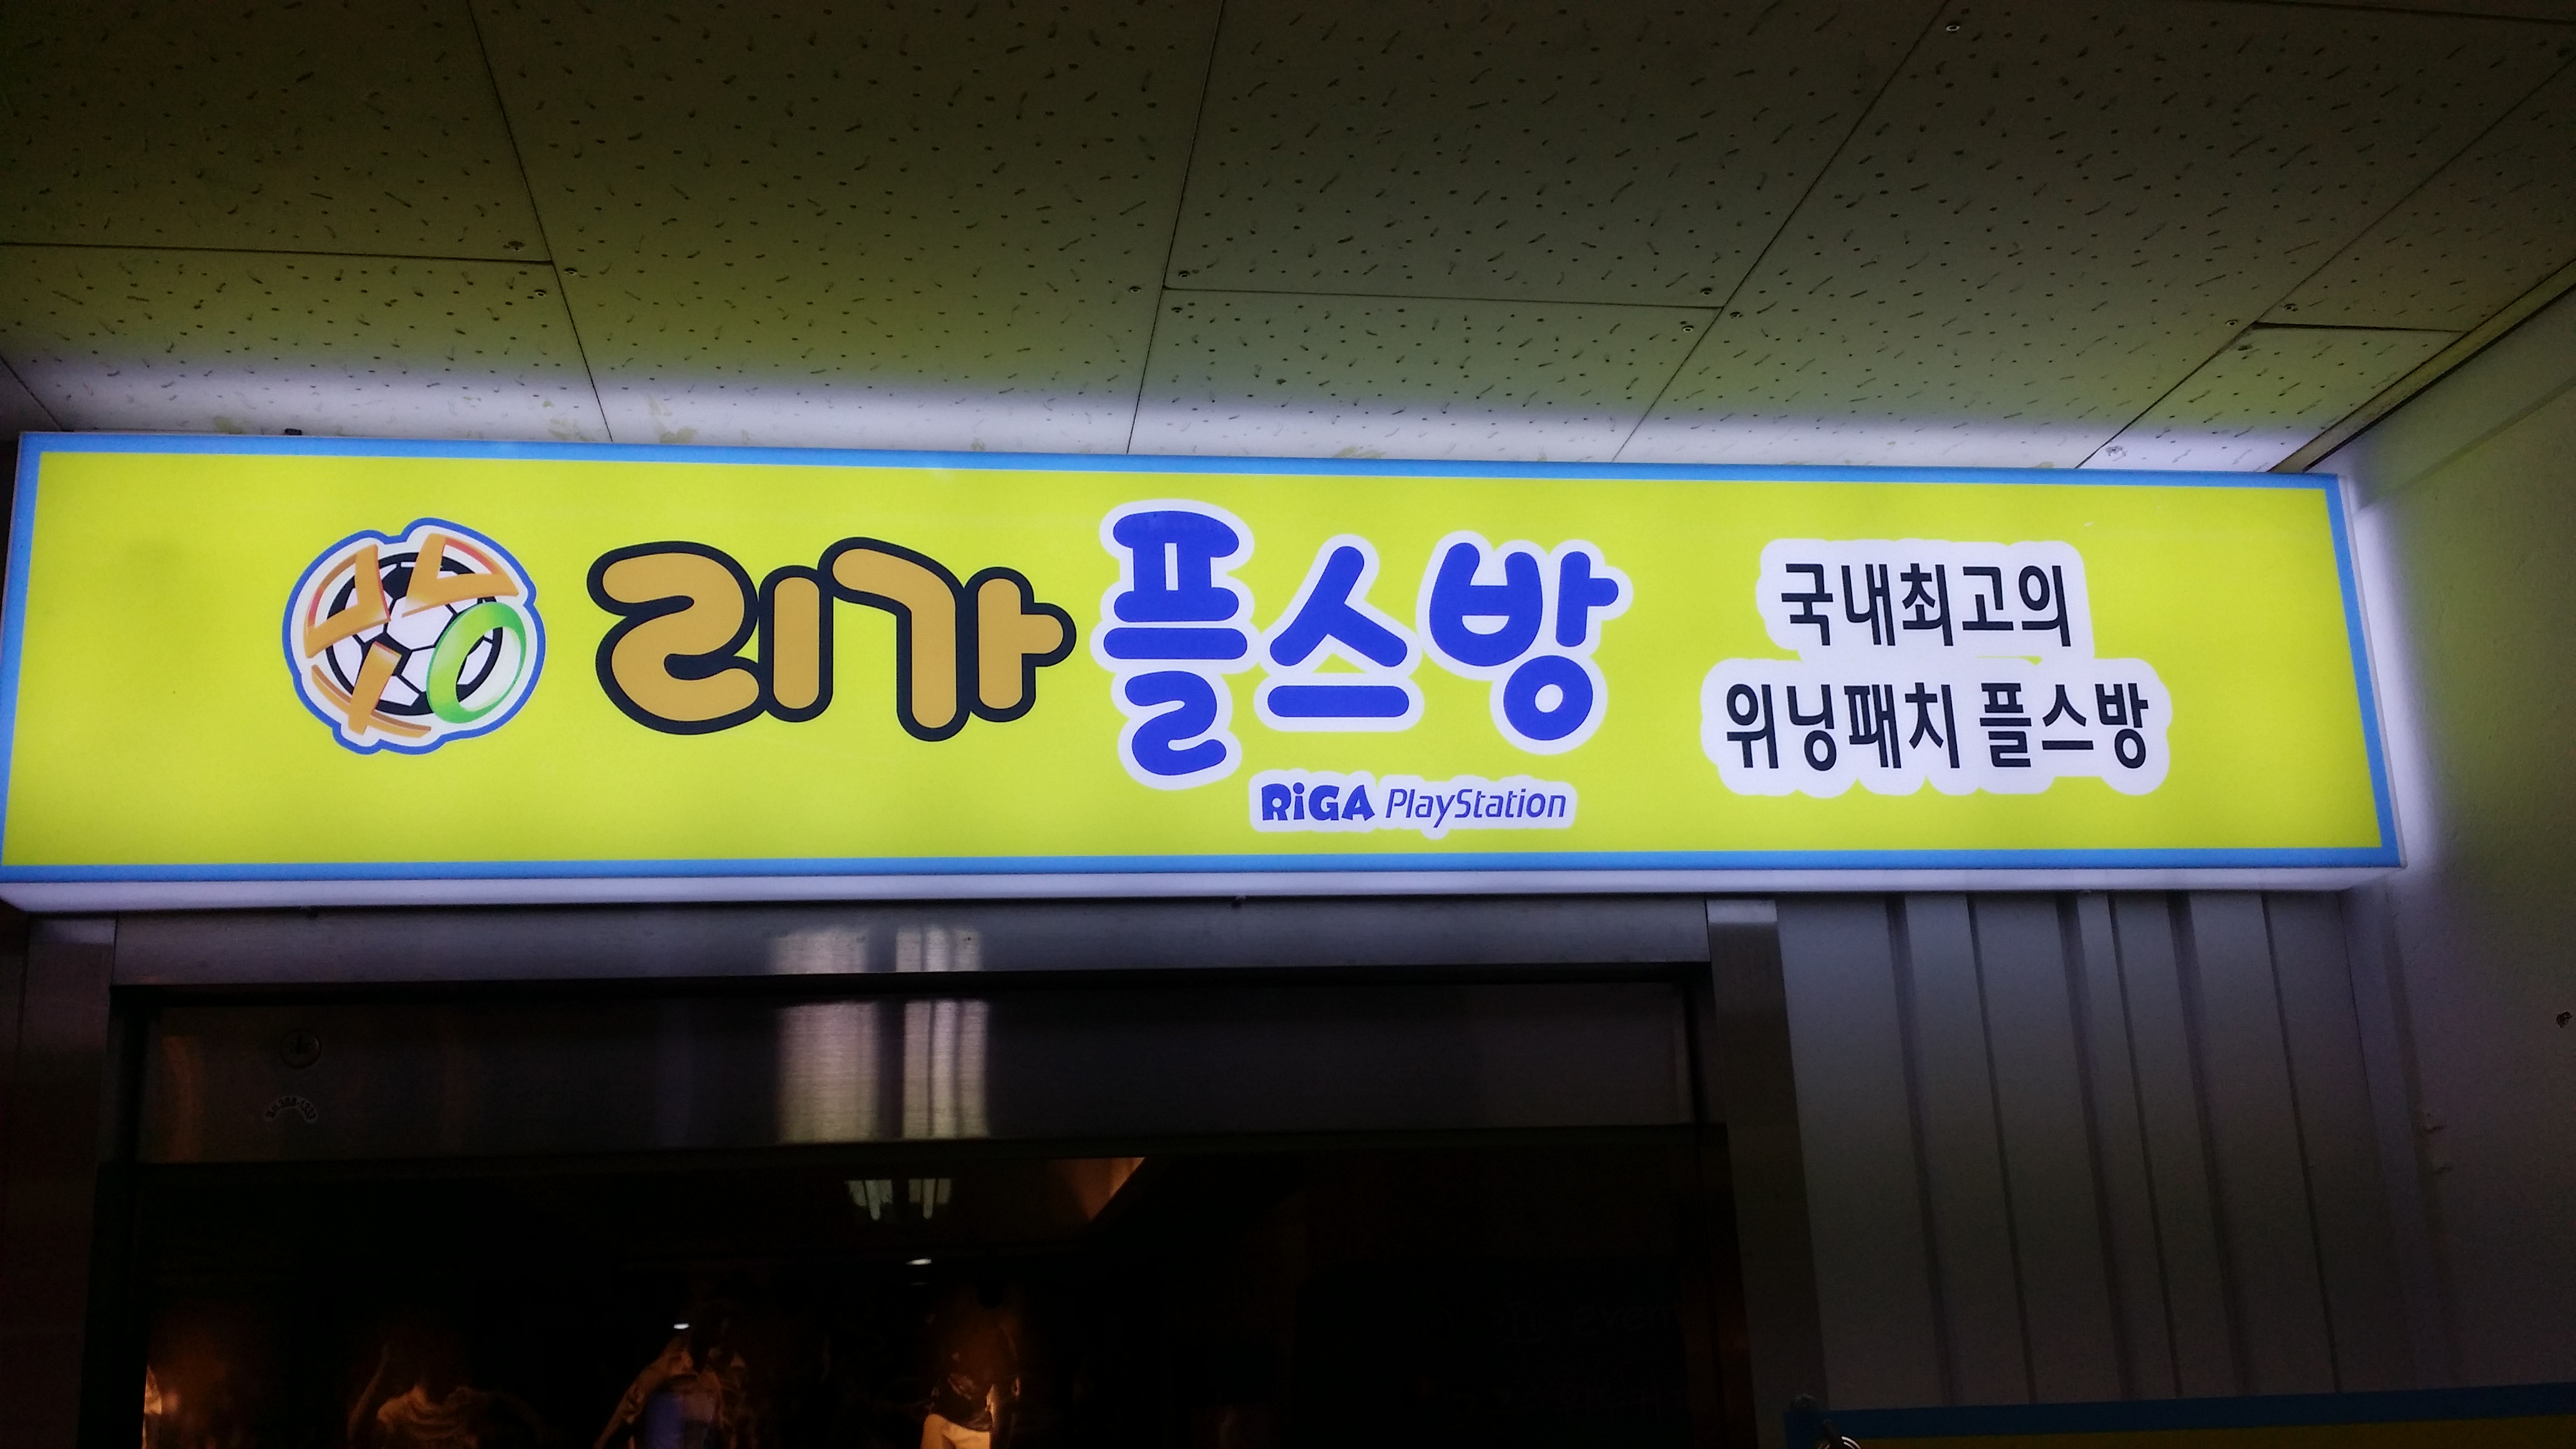 리가 플스방
RiGA PlayStation
국내최고의
위닝패치 플스방